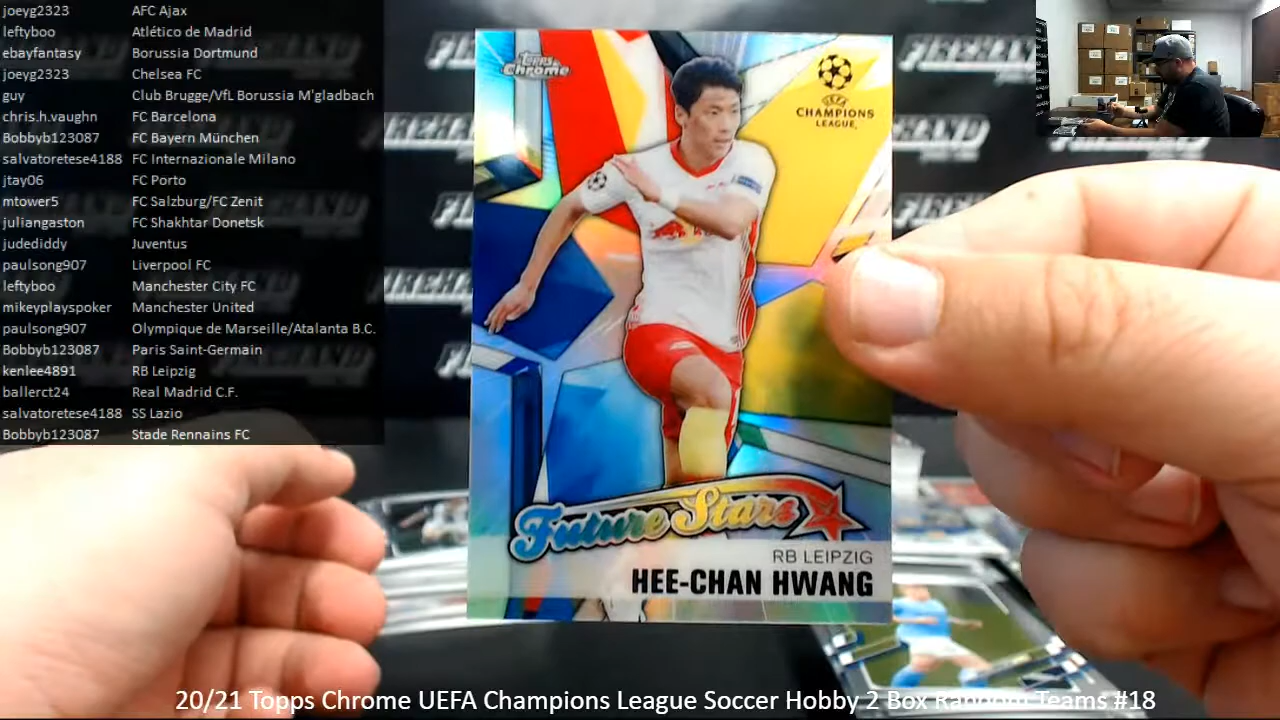 joeyg2323 AFC Ajax
leftyboo Atlético de Madrid
ebayfantasy Borussia Dortmund
joeyg2323 Chelsea FC
guy Club Brugge/VfL Borussia M'gladbach
chris.h.vaughn FC Barcelona
Bobbyb123087 FC Bayern München
salvatoretese4188 FC Internazionale Milano
jtay06 FC Porto
mtower5 FC Salzburg/FC Zenit
juliangaston FC Shakhtar Donetsk
judediddy Juventus
paulsong907 Liverpool FC
leftyboo Manchester City FC
mikeyplayspoker Manchester United
paulsong907 Olympique de Marseille/Atalanta B.C.
Bobbyb123087 Paris Saint-Germain
kenlee4891 RB Leipzig
ballerct24 Real Madrid C.F.
salvatoretese4188 SS Lazio
Bobbyb123087 Stade Rennains FC
Topps
Chrome
UEFA
CHAMPIONS
LEAGUE
Future Stars
RB LEIPZIG
HEE-CHAN HWANG
FIREHAND
20/21 Topps Chrome UEFA Champions League Soccer Hobby 2 Box Random Teams #18